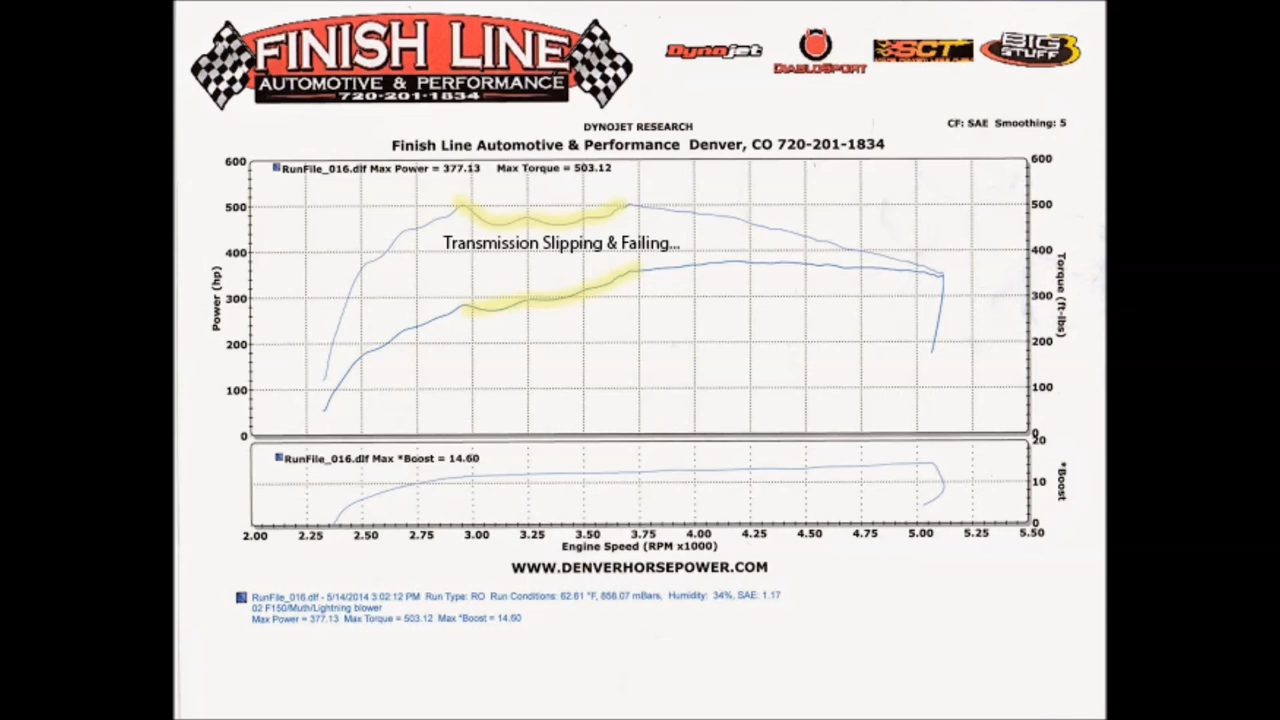 FINISH LINE
AUTOMOTIVE & PERFORMANCE
720-201-1834
Dynojet
DIABLOSPORT
SCT
BIG STUFF 3
DYNOJET RESEARCH
CF: SAE Smoothing: 5
Finish Line Automotive & Performance Denver, CO 720-201-1834
RunFile_016.dlf Max Power = 377.13 Max Torque = 503.12
600
500
400
300
200
100
0
Power (hp)
Transmission Slipping & Failing...
600
500
400
300
200
100
0
Torque (ft-lbs)
RunFile_016.dlf Max *Boost = 14.60
20
10
0
*Boost
2.00 2.25 2.50 2.75 3.00 3.25 3.50 3.75 4.00 4.25 4.50 4.75 5.00 5.25 5.50
Engine Speed (RPM x1000)
WWW.DENVERHORSEPOWER.COM
RunFile_016.dlf - 5/14/2014 3:02:12 PM Run Type: RO Run Conditions: 62.61 °F, 858.07 mBars, Humidity: 34%, SAE: 1.17
02 F150/Muth/Lightning blower
Max Power = 377.13 Max Torque = 503.12 Max *Boost = 14.60